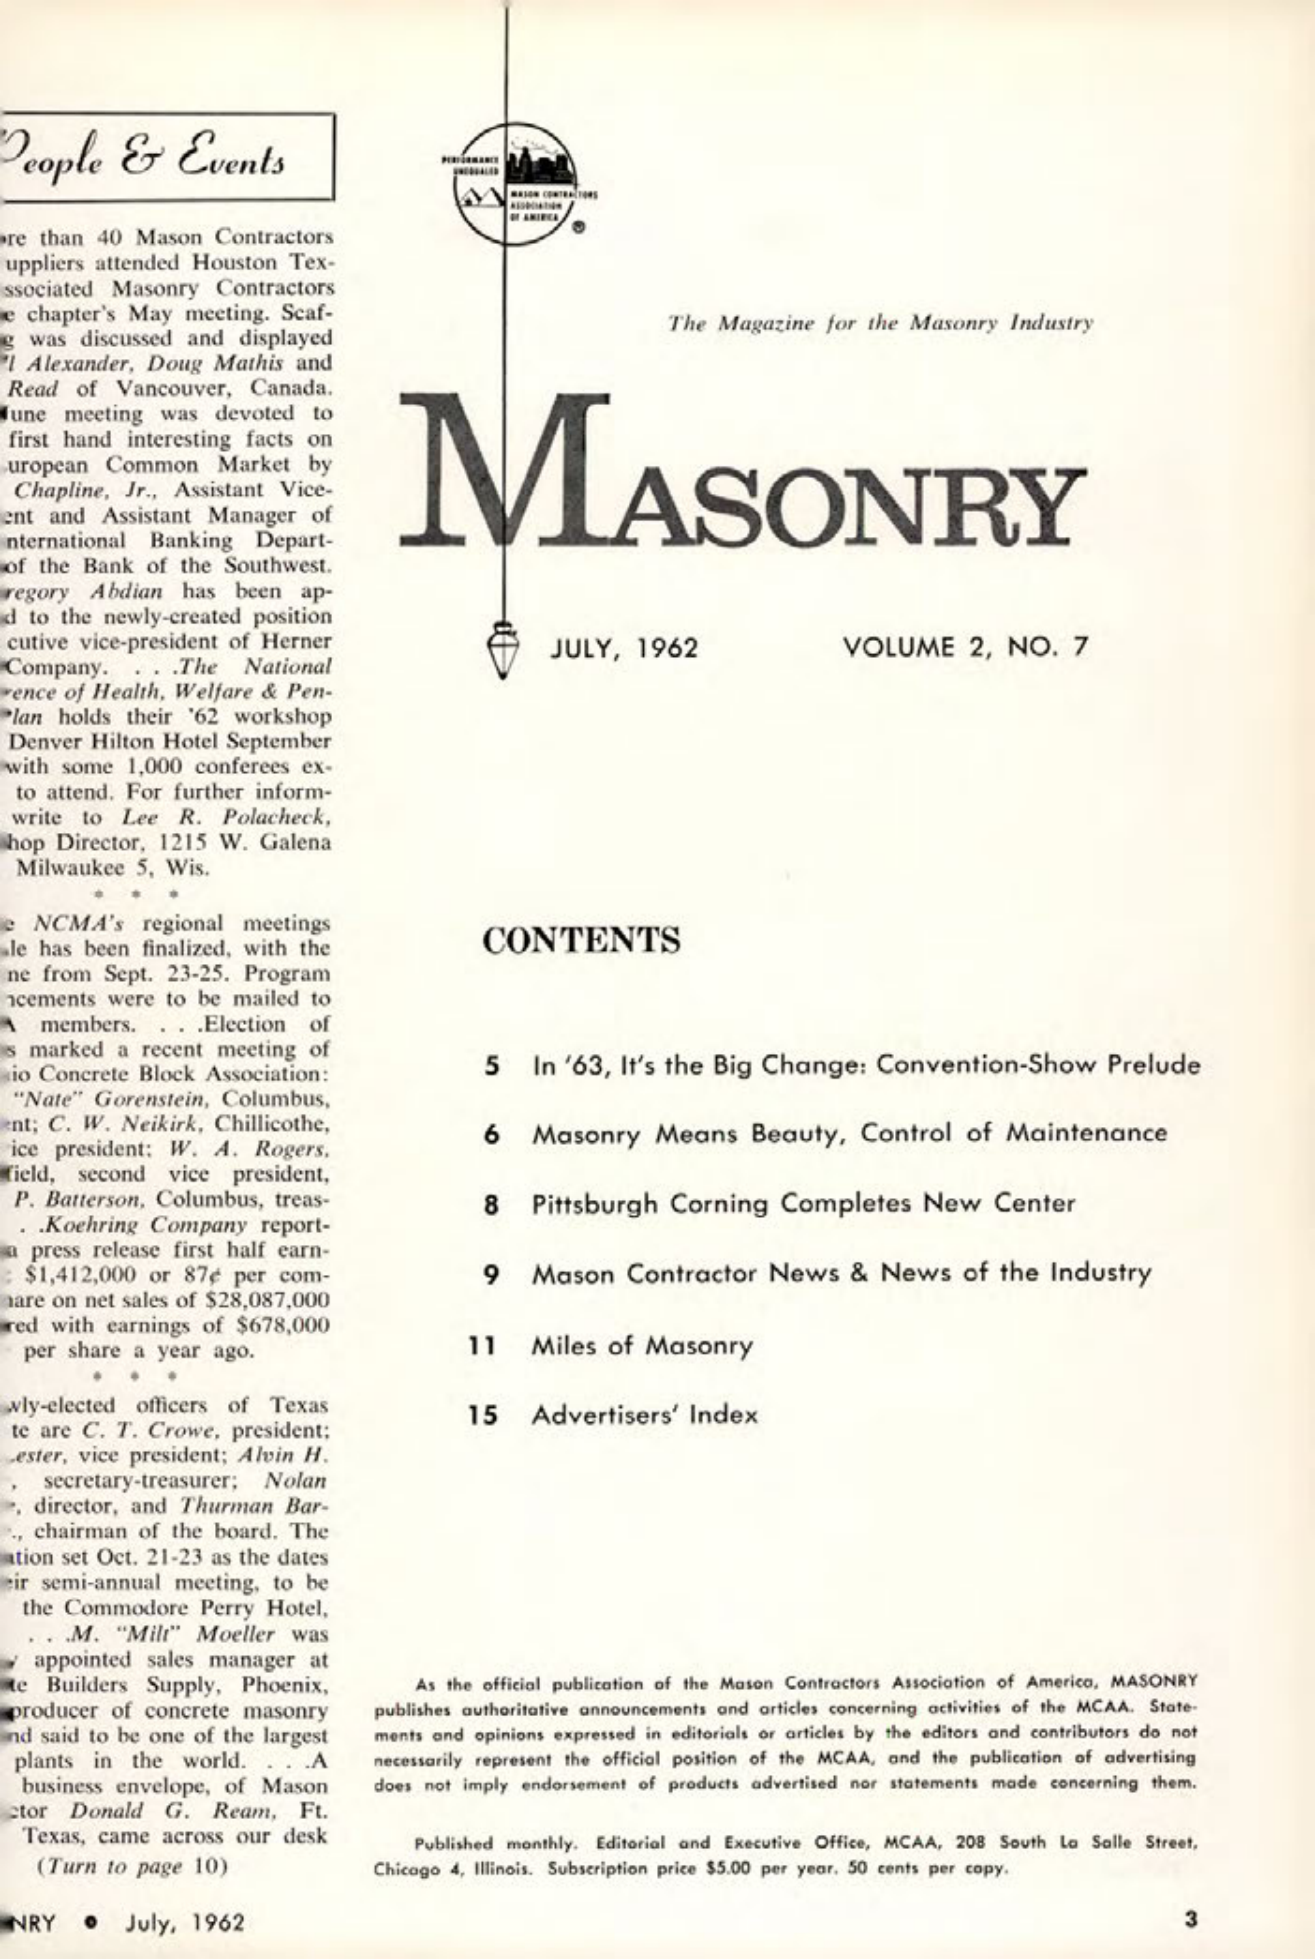 People & Events
re than 40 Mason Contractors
uppliers attended Houston Tex-
ssociated Masonry Contractors
e chapter's May meeting. Scaf-
g was discussed and displayed
l Alexander, Doug Mathis and
Read of Vancouver, Canada.
June meeting was devoted to
first hand interesting facts on
uropean Common Market by
Chapline, Jr., Assistant Vice-
ent and Assistant Manager of
nternational Banking Depart-
of the Bank of the Southwest.
regory Abdian has been ap-
d to the newly-created position
cutive vice-president of Herner
Company. . . .The National
rence of Health, Welfare & Pen-
lan holds their '62 workshop
Denver Hilton Hotel September
with some 1,000 conferees ex-
to attend. For further inform-
write to Lee R. Polacheck,
hop Director, 1215 W. Galena
Milwaukee 5, Wis.
* * *
e NCMA's regional meetings
le has been finalized, with the
ne from Sept. 23-25. Program
ncements were to be mailed to
A members. . . .Election of
s marked a recent meeting of
io Concrete Block Association:
"Nate" Gorenstein, Columbus,
ent; C. W. Neikirk, Chillicothe,
ice president; W. A. Rogers,
field, second vice president,
P. Batterson, Columbus, treas-
. .Koehring Company report-
a press release first half earn-
: $1,412,000 or 87¢ per com-
hare on net sales of $28,087,000
red with earnings of $678,000
per share a year ago.
* * *
wly-elected officers of Texas
te are C. T. Crowe, president;
ester, vice president; Alvin H.
, secretary-treasurer; Nolan
, director, and Thurman Bar-
., chairman of the board. The
ation set Oct. 21-23 as the dates
eir semi-annual meeting, to be
the Commodore Perry Hotel,
. . .M. "Milt" Moeller was
y appointed sales manager at
te Builders Supply, Phoenix,
producer of concrete masonry
nd said to be one of the largest
plants in the world. . . .A
business envelope, of Mason
ctor Donald G. Ream, Ft.
Texas, came across our desk
(Turn to page 10)
NRY • July, 1962
PERFORMANCE
UNEQUALED
MASON CONTRACTORS
ASSOCIATION
OF AMERICA
®
The Magazine for the Masonry Industry
MASONRY
JULY, 1962 VOLUME 2, NO. 7
CONTENTS
5 In '63, It's the Big Change: Convention-Show Prelude
6 Masonry Means Beauty, Control of Maintenance
8 Pittsburgh Corning Completes New Center
9 Mason Contractor News & News of the Industry
11 Miles of Masonry
15 Advertisers' Index
As the official publication of the Mason Contractors Association of America, MASONRY
publishes authoritative announcements and articles concerning activities of the MCAA. State-
ments and opinions expressed in editorials or articles by the editors and contributors do not
necessarily represent the official position of the MCAA, and the publication of advertising
does not imply endorsement of products advertised nor statements made concerning them.
Published monthly. Editorial and Executive Office, MCAA, 208 South La Salle Street,
Chicago 4, Illinois. Subscription price $5.00 per year. 50 cents per copy.
3